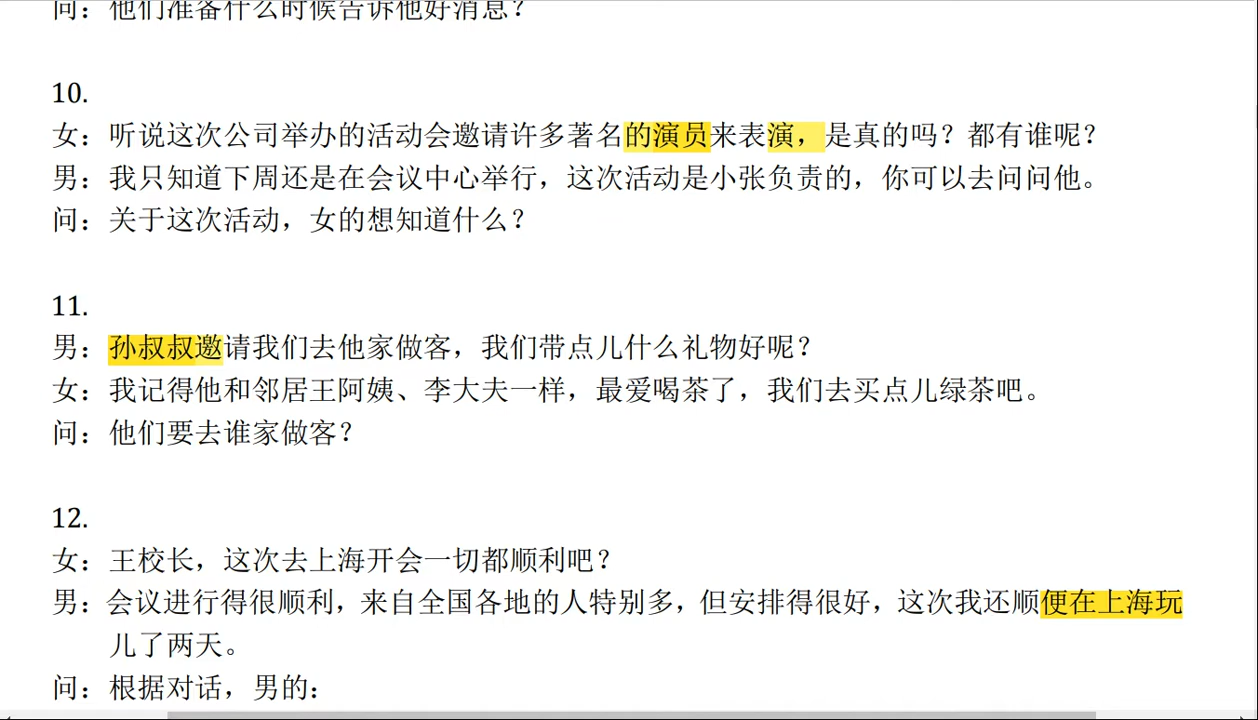 问：他们准备什么时候告诉他好消息？
10.
女：听说这次公司举办的活动会邀请许多著名的演员来表演，是真的吗？都有谁呢？
男：我只知道下周还是在会议中心举行，这次活动是小张负责的，你可以去问问他。
问：关于这次活动，女的想知道什么？
11.
男：孙叔叔邀请我们去他家做客，我们带点儿什么礼物好呢？
女：我记得他和邻居王阿姨、李大夫一样，最爱喝茶了，我们去买点儿绿茶吧。
问：他们要去谁家做客？
12.
女：王校长，这次去上海开会一切都顺利吧？
男：会议进行得很顺利，来自全国各地的人特别多，但安排得很好，这次我还顺便在上海玩
儿了两天。
问：根据对话，男的：